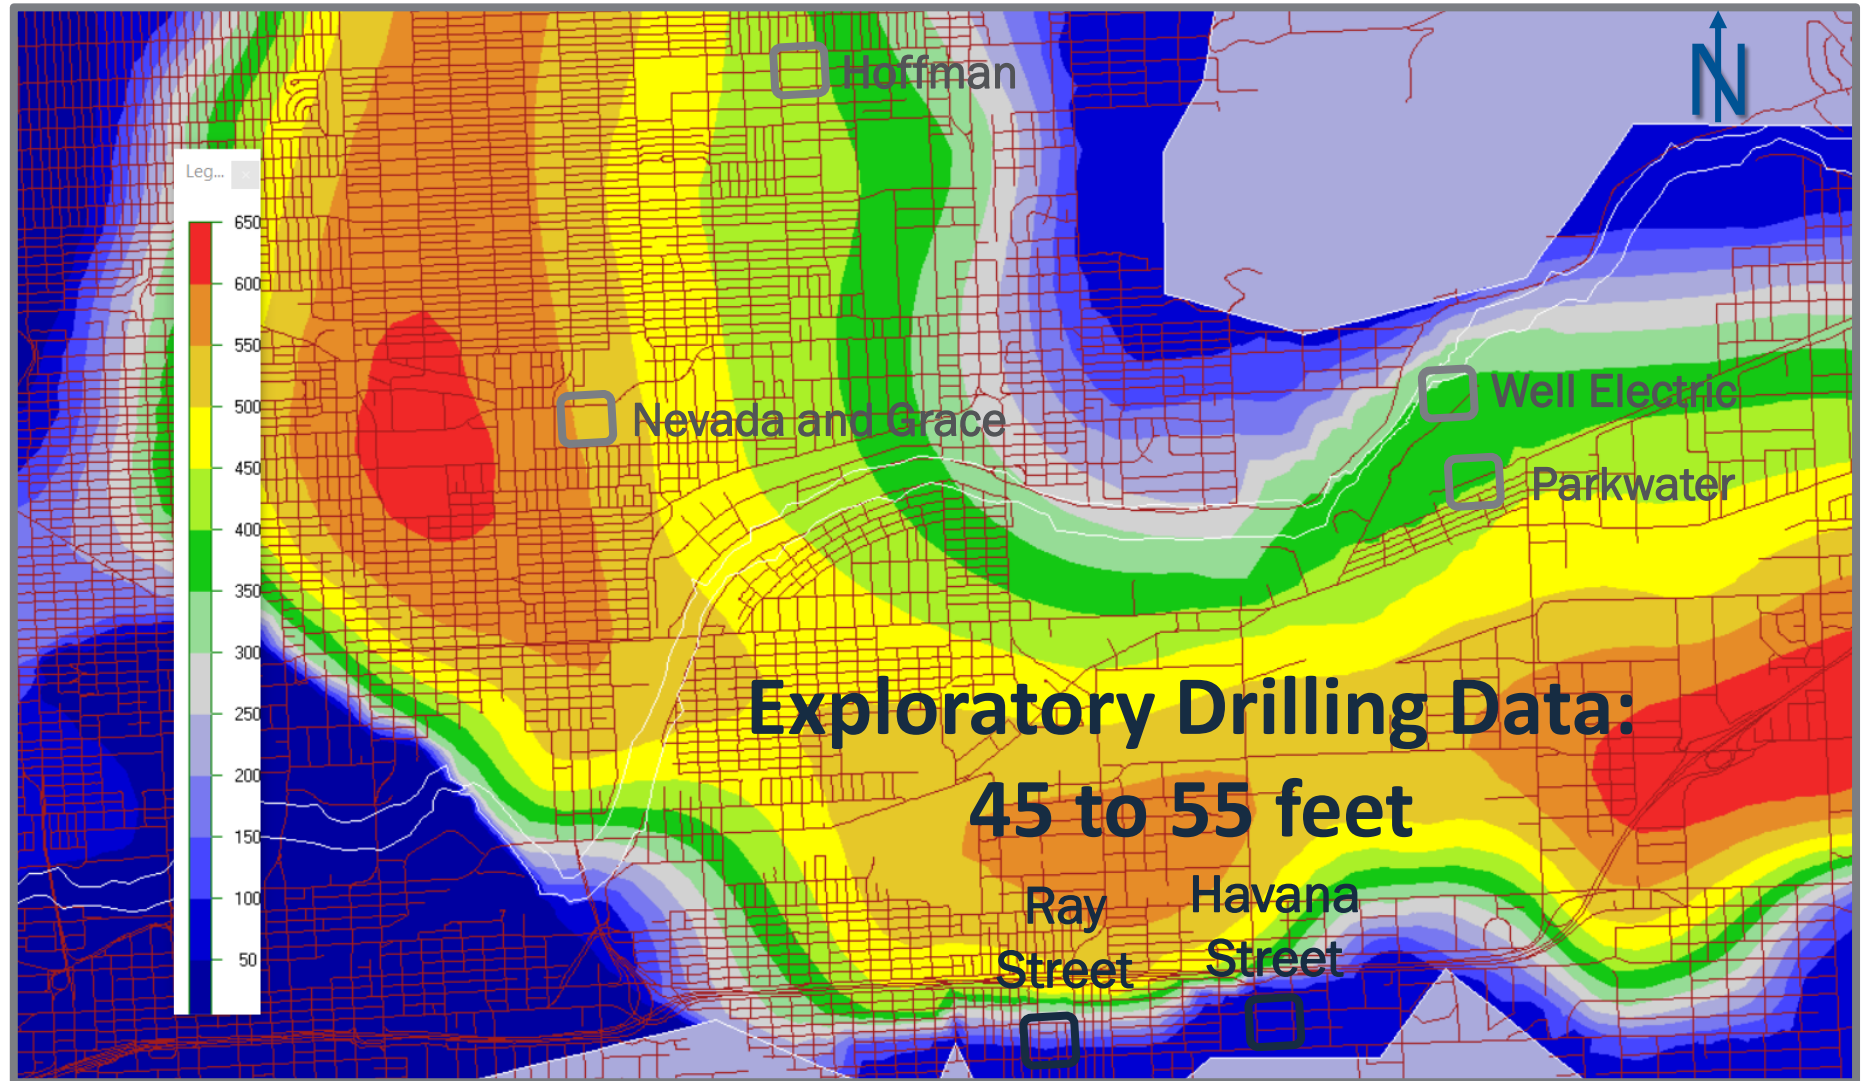 N
Hoffman
Leg...
650
600
550
500
450
400
350
300
250
200
150
100
50
Nevada and Grace
Well Electric
Parkwater
Exploratory Drilling Data:
45 to 55 feet
Ray
Street
Havana
Street